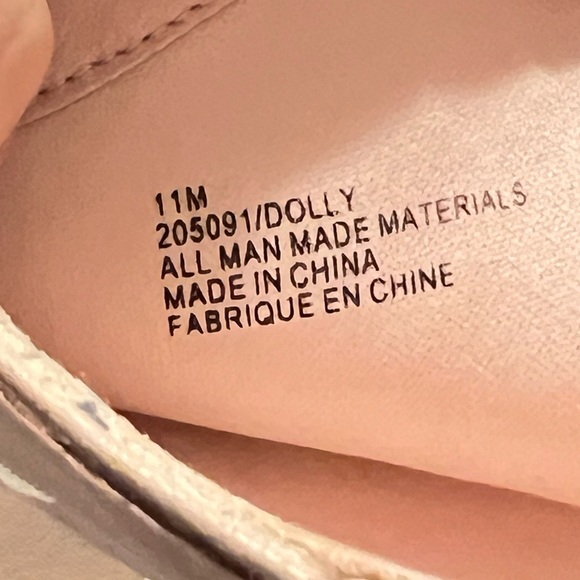 11M
205091/DOLLY
ALL MAN MADE MATERIALS
MADE IN CHINA
FABRIQUE EN CHINE